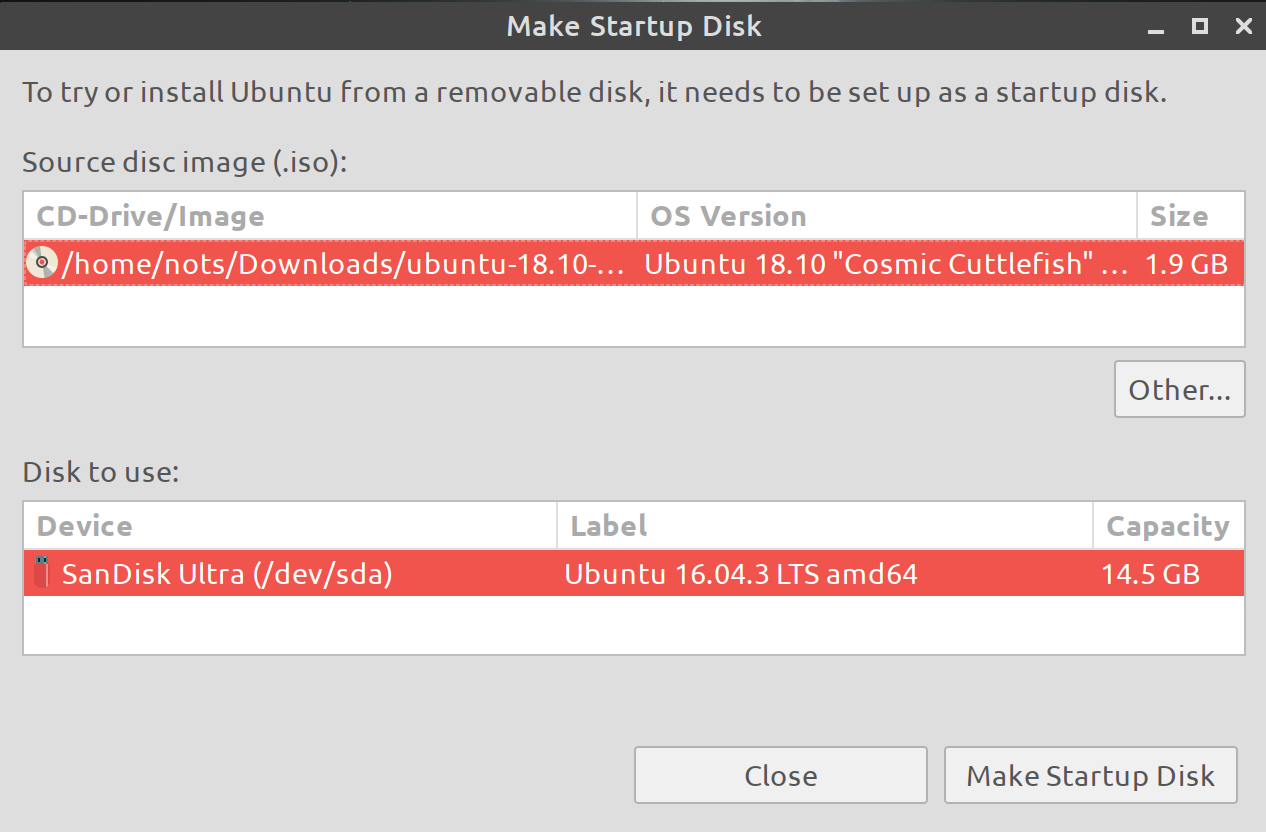 Make Startup Disk
To try or install Ubuntu from a removable disk, it needs to be set up as a startup disk.
Source disc image (.iso):
CD-Drive/Image OS Version Size
/home/nots/Downloads/ubuntu-18.10-... Ubuntu 18.10 "Cosmic Cuttlefish" ... 1.9 GB
Other...
Disk to use:
Device Label Capacity
SanDisk Ultra (/dev/sda) Ubuntu 16.04.3 LTS amd64 14.5 GB
Close Make Startup Disk